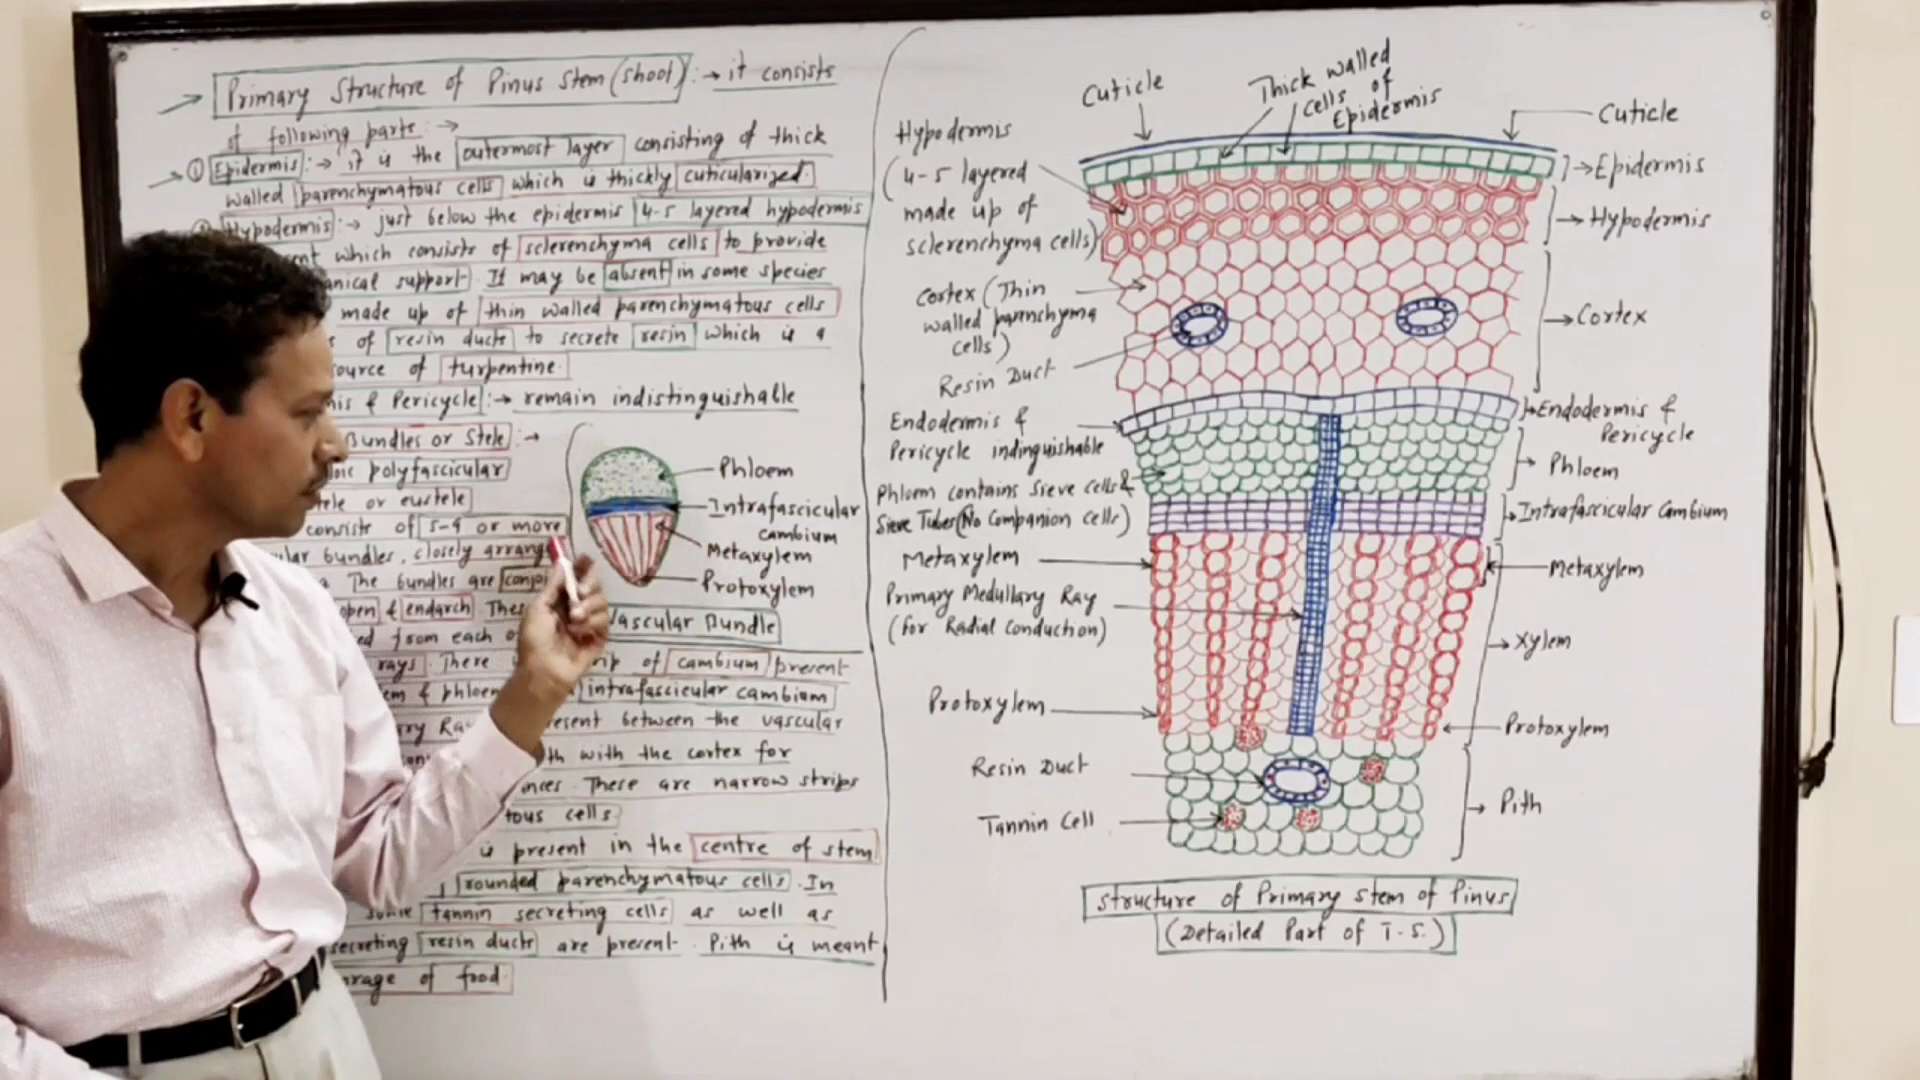 Primary Structure of Pinus Stem (shoot) :→ it consists
of following parts :→
① Epidermis :→ it is the outermost layer consisting of thick
walled parenchymatous cells which is thickly cuticularized.
Hypodermis :→ just below the epidermis 4-5 layered hypodermis
which consists of sclerenchyma cells to provide
support. It may be absent in some species
made up of thin walled parenchymatous cells
of resin ducts to secrete resin which is a
of turpentine.
& Pericycle :→ remain indistinguishable
Bundles or Stele :→
polyfascicular
or eustele
consists of 5-9 or more
bundles, closely
The bundles are
open & endarch
from each
rays. There of cambium present
& phloem intrafascicular cambium
between the vascular
with the cortex for
These are narrow strips
cells.
is present in the centre of stem
rounded parenchymatous cells. In
some tannin secreting cells as well as
secreting resin ducts are present. Pith is meant
of food.
Phloem
Intrafascicular
cambium
Metaxylem
Protoxylem
Vascular Bundle
Cuticle
Thick walled
cells of
Epidermis
Cuticle
Hypodermis
(4-5 layered
made up of
sclerenchyma cells)
Cortex (Thin
walled parenchyma
cells)
Resin Duct
Endodermis &
Pericycle indinguishable
Phloem contains Sieve cells &
Sieve Tubes (No Companion cells)
Metaxylem
Primary Medullary Ray
(for Radial Conduction)
Protoxylem
Resin Duct
Tannin Cell
→Epidermis
→Hypodermis
→Cortex
→Endodermis &
Pericycle
→ Phloem
→Intrafascicular Cambium
Metaxylem
→ Xylem
Protoxylem
→ Pith
Structure of Primary Stem of Pinus
(Detailed Part of T.S.)